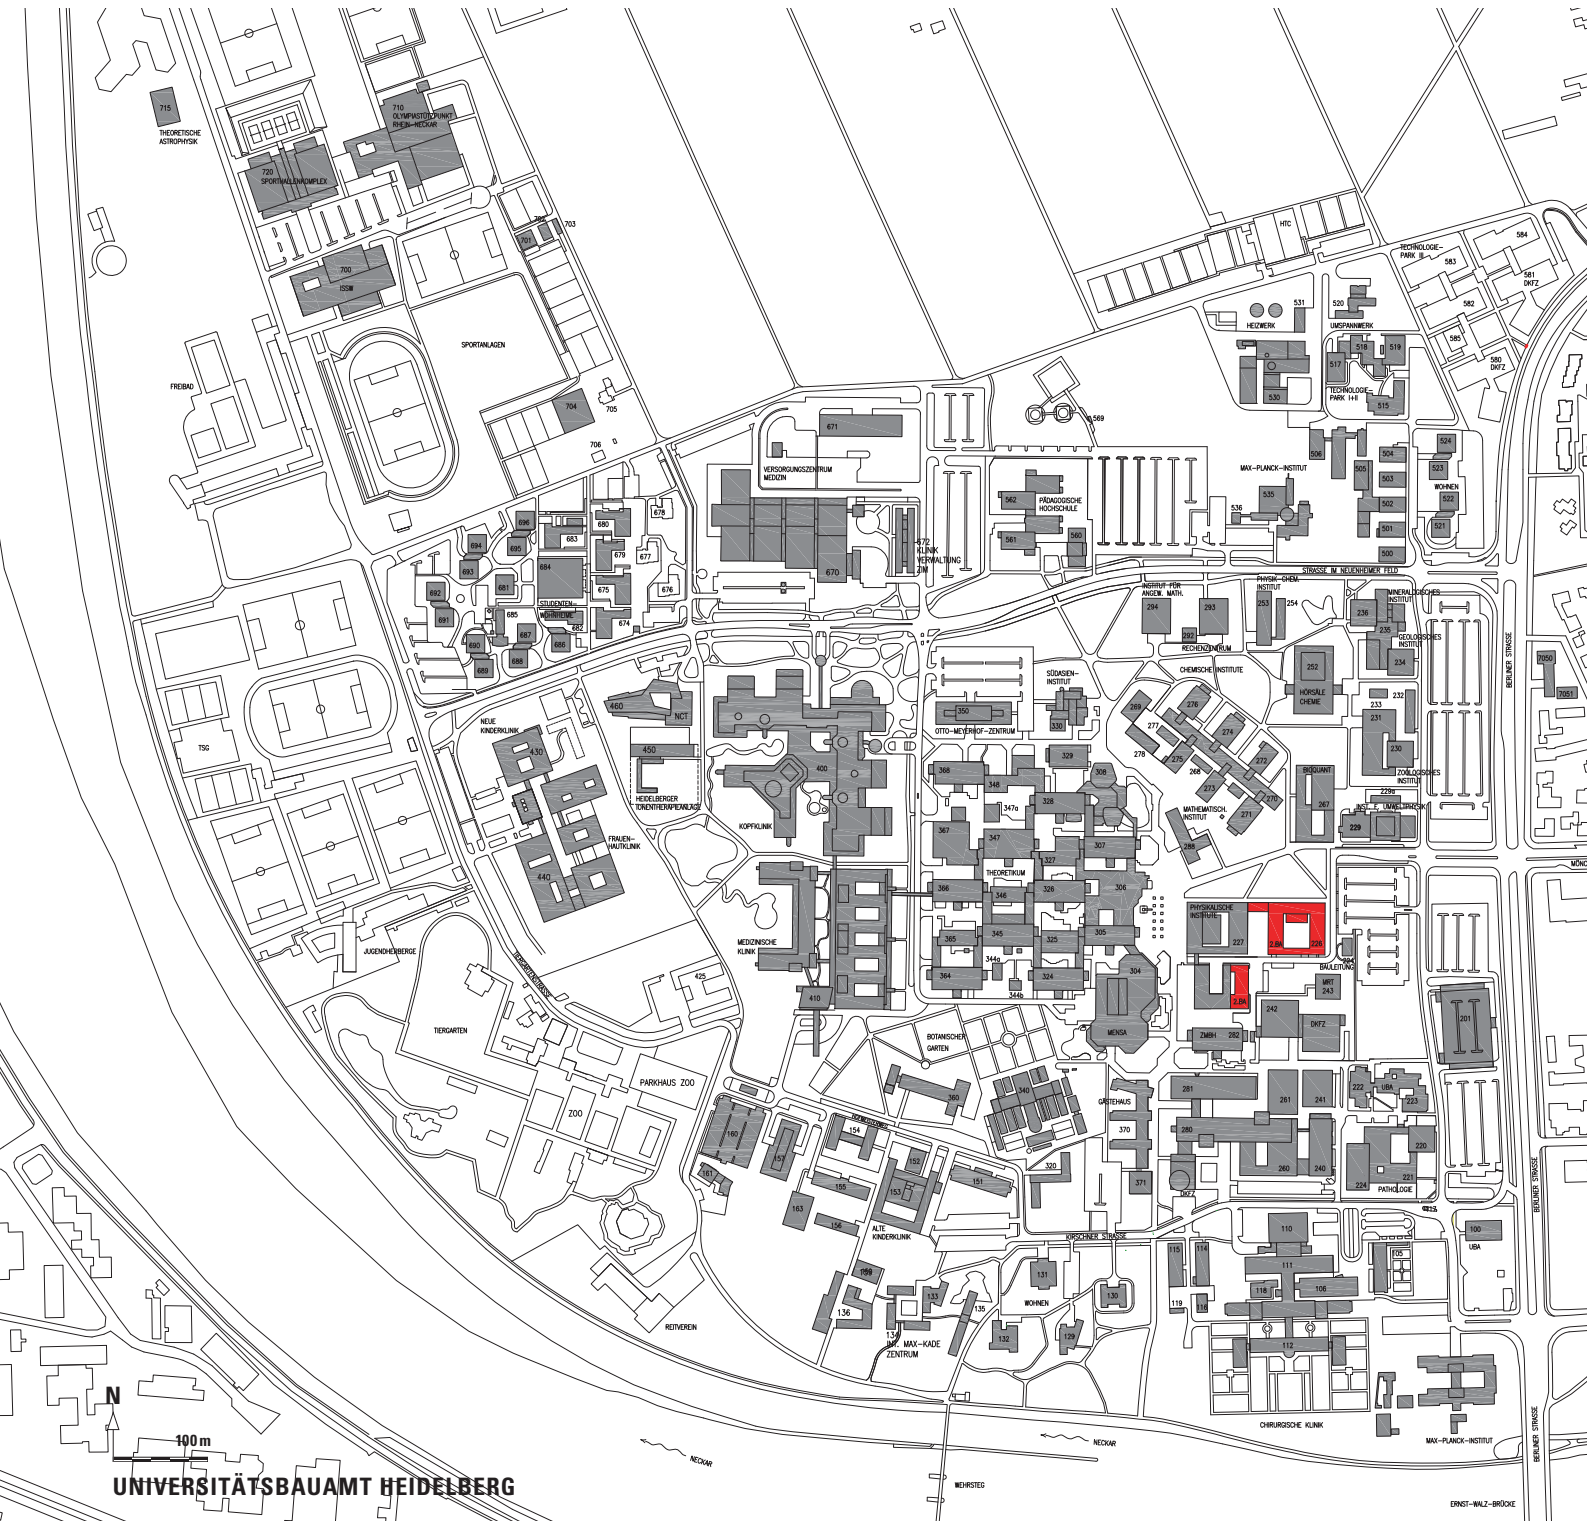 715
THEORETISCHE
ASTROPHYSIK
710
OLYMPIASTÜTZPUNKT
RHEIN-NECKAR
720
SPORTHALLENKOMPLEX
702
703
701
700
ISSW
SPORTANLAGEN
FREIBAD
704
705
706
HTC
TECHNOLOGIE-
PARK III
584
583
581
DKFZ
582
585
580
DKFZ
531
HEIZWERK
520
UMSPANNWERK
518
519
517
TECHNOLOGIE-
PARK I+II
515
530
569
671
VERSORGUNGSZENTRUM
MEDIZIN
670
672
KLINIK
VERWALTUNG
ZIM
562
PÄDAGOGISCHE
HOCHSCHULE
561
560
MAX-PLANCK-INSTITUT
506
505
504
503
502
501
500
535
536
524
523
WOHNEN
522
521
STRASSE IM NEUENHEIMER FELD
696
694
695
693
692
691
681
683
684
680
678
679
677
675
676
674
STUDENTEN-
WOHNHEIME
682
685
687
686
690
688
689
TSG
INSTITUT FÜR
ANGEW. MATH.
294
293
292
RECHENZENTRUM
PHYSIK.-CHEM.
INSTITUT
253
254
MINERALOGISCHES
INSTITUT
236
235
GEOLOGISCHES
INSTITUT
234
252
HÖRSÄLE
CHEMIE
232
233
231
230
ZOOLOGISCHES
INSTITUT
229a
INST. F. UMWELTPHYSIK
229
BIOQUANT
267
7050
7051
BERLINER STRASSE
CHEMISCHE INSTITUTE
269
276
277
274
278
275
268
272
273
270
271
MATHEMATISCH.
INSTITUT
288
SÜDASIEN-
INSTITUT
330
350
OTTO-MEYERHOF-ZENTRUM
460
NCT
450
HEIDELBERGER
IONENTHERAPIEANLAGE
NEUE
KINDERKLINIK
430
FRAUEN-
HAUTKLINIK
440
400
KOPFKLINIK
MEDIZINISCHE
KLINIK
410
425
368
348
329
308
347a
328
367
347
307
327
THEORETIKUM
366
346
326
306
365
345
325
305
344a
364
344b
324
304
MENSA
PHYSIKALISCHE
INSTITUTE
227
2.BA
226
BAULEITUNG
2.BA
MRT
243
242
DKFZ
ZMBH
282
201
JUGENDHERBERGE
TIERGARTENSTRASSE
TIERGARTEN
ZOO
PARKHAUS ZOO
BOTANISCHER
GARTEN
360
340
GÄSTEHAUS
370
371
320
281
280
261
241
260
240
DKFZ
222
UBA
223
220
221
224
PATHOLOGIE
160
161
157
154
155
163
156
152
153
151
ALTE
KINDERKLINIK
KIRSCHNER STRASSE
136
133
135
INT. MAX-KADE
ZENTRUM
131
WOHNEN
132
129
130
115
114
119
116
110
111
118
106
112
105
100
UBA
CHIRURGISCHE KLINIK
MAX-PLANCK-INSTITUT
BERLINER STRASSE
BERLINER STRASSE
REITVEREIN
NECKAR
NECKAR
WEHRSTEG
ERNST-WALZ-BRÜCKE
N
100 m
UNIVERSITÄTSBAUAMT HEIDELBERG